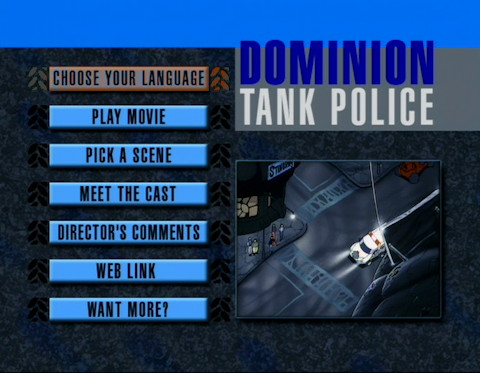 DOMINION
TANK POLICE
CHOOSE YOUR LANGUAGE
PLAY MOVIE
PICK A SCENE
MEET THE CAST
DIRECTOR'S COMMENTS
WEB LINK
WANT MORE?